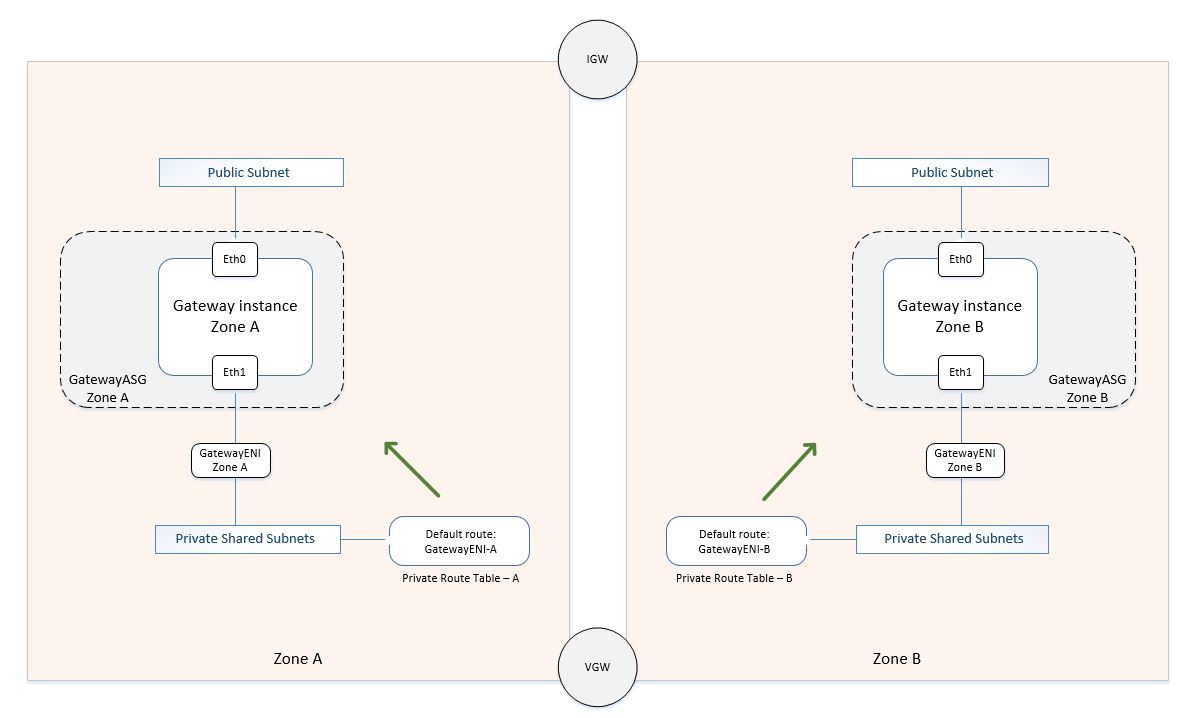 IGW
Public Subnet
Eth0
Gateway instance
Zone A
Eth1
GatewayASG
Zone A
GatewayENI
Zone A
Private Shared Subnets
Default route:
GatewayENI-A
Private Route Table – A
Zone A
Public Subnet
Eth0
Gateway instance
Zone B
Eth1
GatewayASG
Zone B
GatewayENI
Zone B
Default route:
GatewayENI-B
Private Route Table – B
Private Shared Subnets
Zone B
VGW